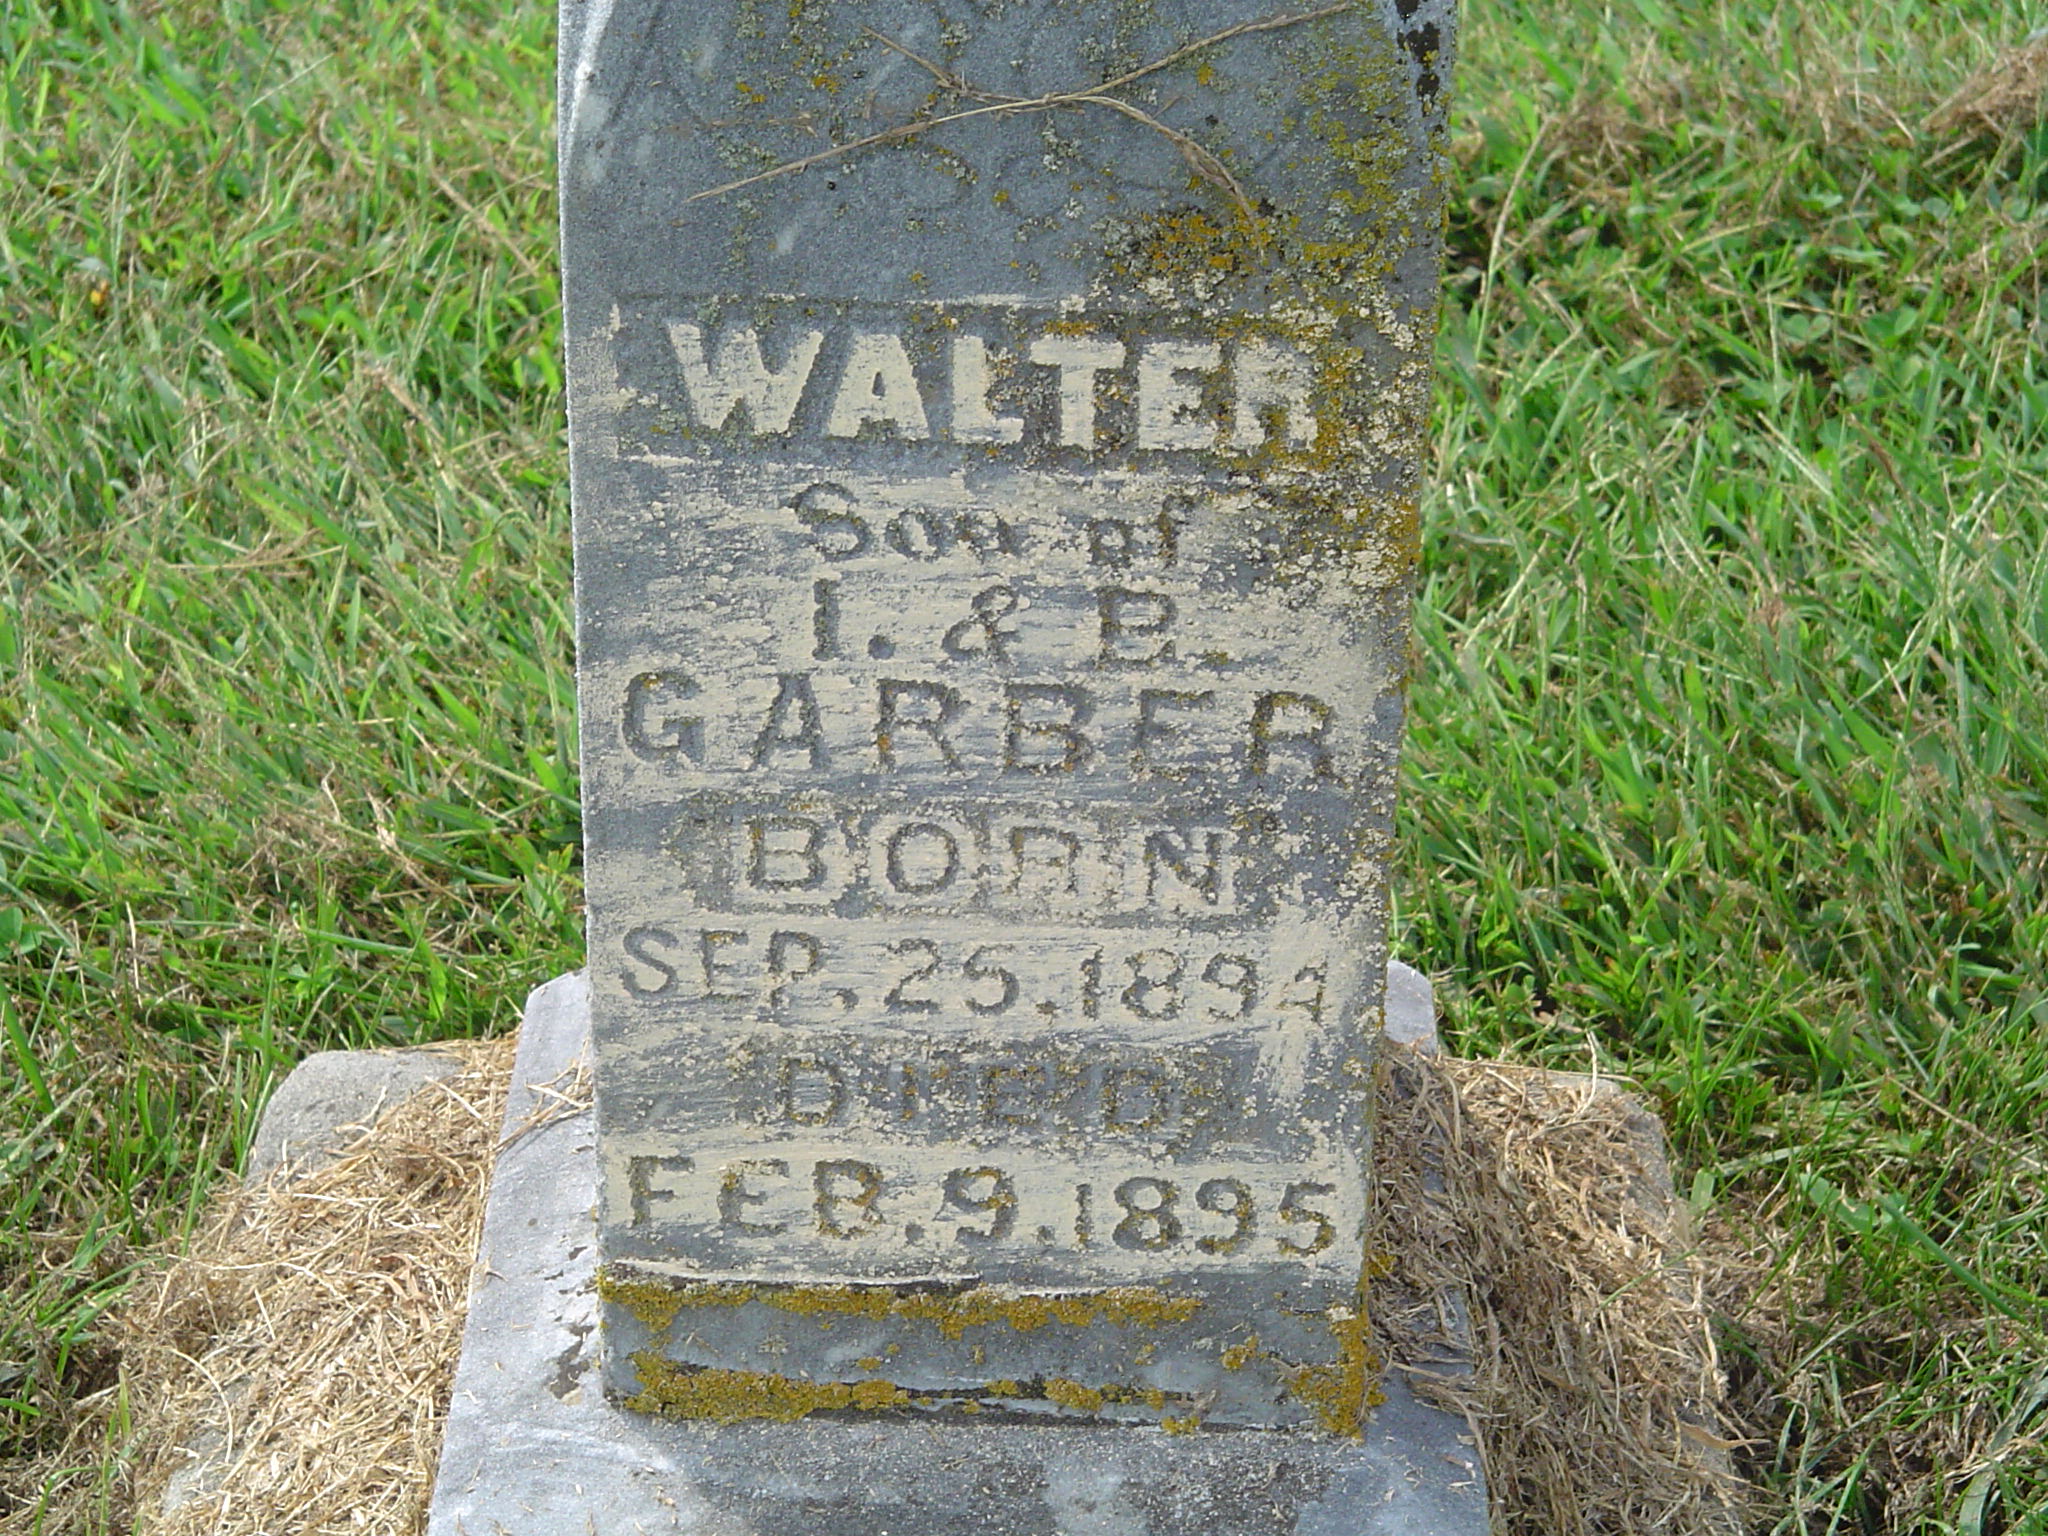 WALTER
Son of
I. & B.
GARBER
BORN
SEP. 25. 1894
DIED
FEB. 9. 1895